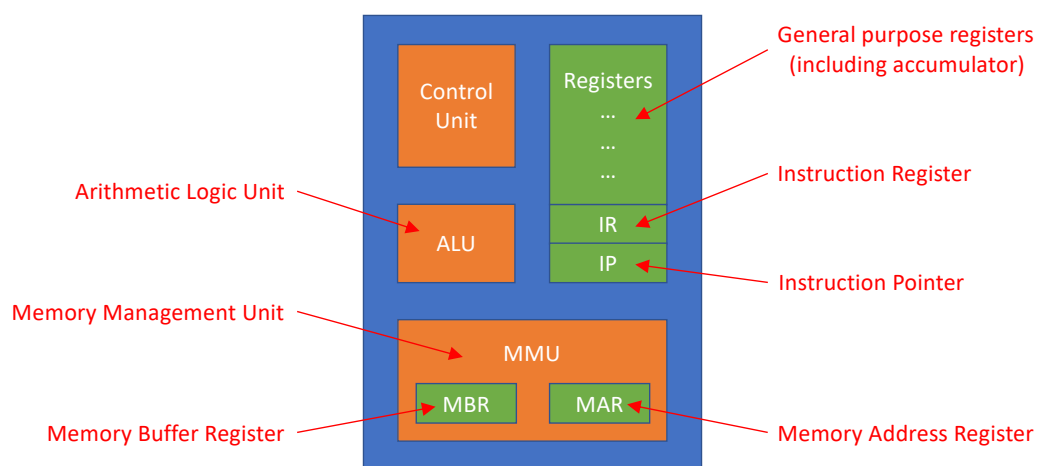 General purpose registers
(including accumulator)
Control
Unit
Registers
...
...
...
Arithmetic Logic Unit
Instruction Register
ALU
IR
IP
Instruction Pointer
Memory Management Unit
MMU
MBR
MAR
Memory Buffer Register
Memory Address Register